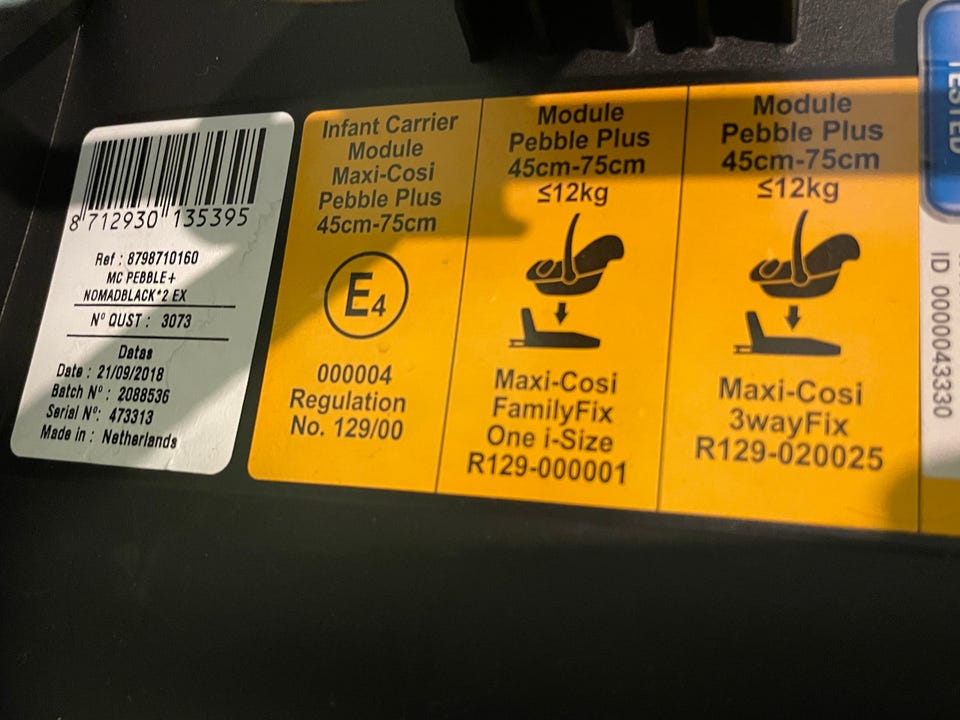 8 712930 135395
Ref : 8798710160
MC PEBBLE+
NOMADBLACK*2 EX
N° QUST : 3073
Datas
Date : 21/09/2018
Batch N° : 2088536
Serial N°: 473313
Made in : Netherlands
Infant Carrier
Module
Maxi-Cosi
Pebble Plus
45cm-75cm
E4
000004
Regulation
No. 129/00
Module
Pebble Plus
45cm-75cm
≤12kg
Maxi-Cosi
FamilyFix
One i-Size
R129-000001
Module
Pebble Plus
45cm-75cm
≤12kg
Maxi-Cosi
3wayFix
R129-020025
TESTED
ID 0000043330